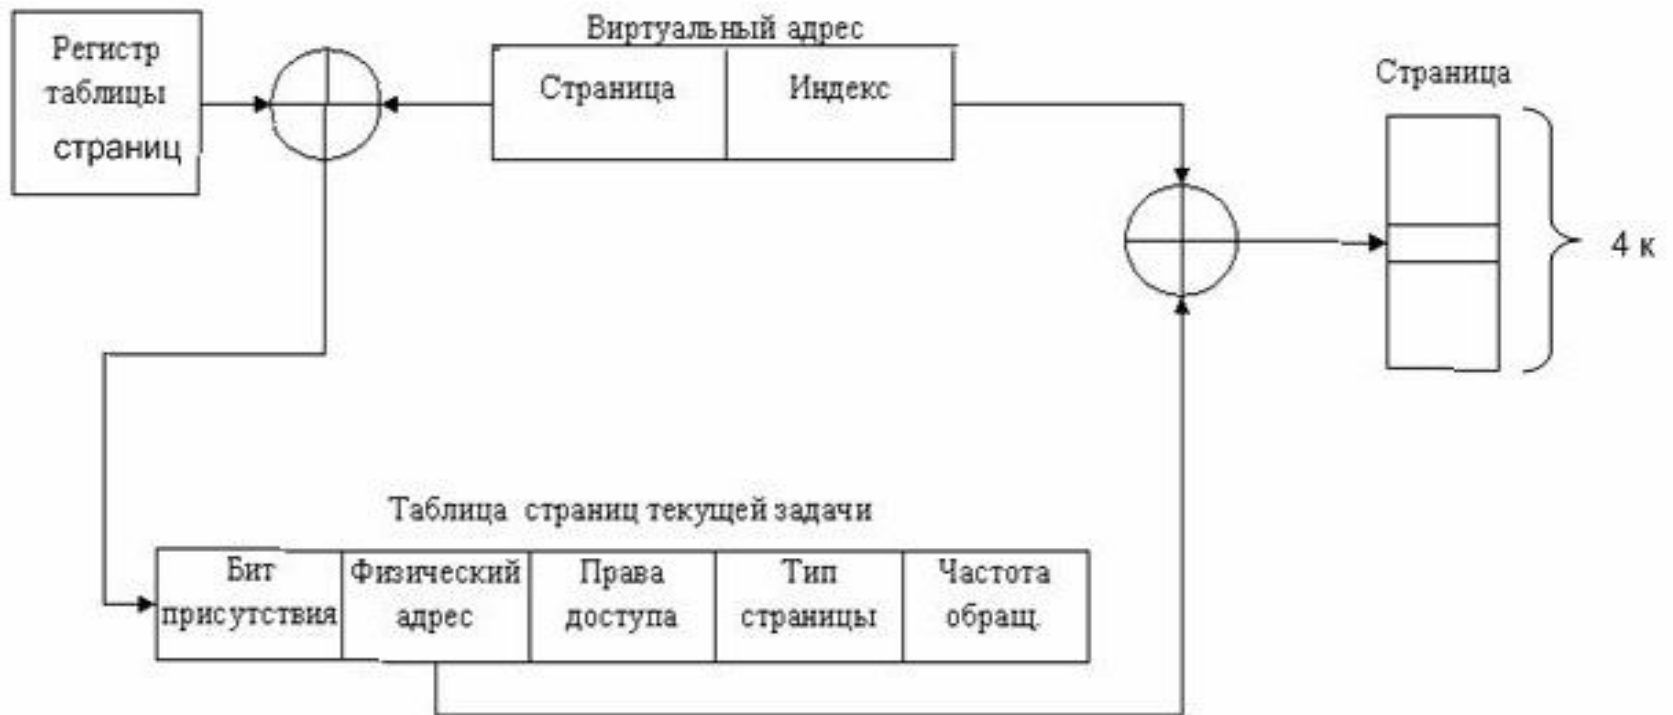 Регистр
таблицы
страниц
Виртуальный адрес
Страница
Индекс
Страница
4 к
Таблица страниц текущей задачи
Бит
присутствия
Физический
адрес
Права
доступа
Тип
страницы
Частота
обращ.